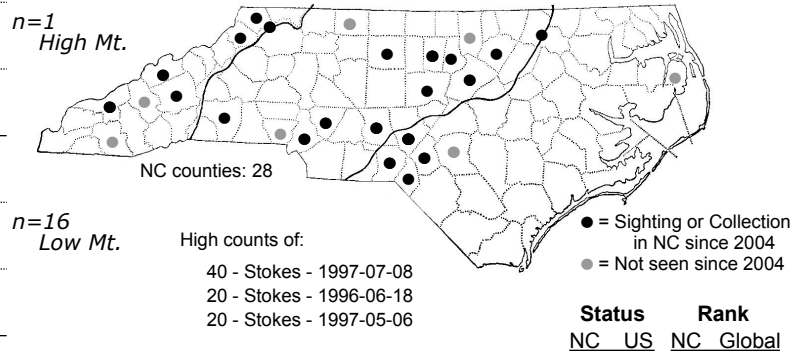 n=1
High Mt.
NC counties: 28
n=16
Low Mt.
High counts of:
40 - Stokes - 1997-07-08
20 - Stokes - 1996-06-18
20 - Stokes - 1997-05-06
● = Sighting or Collection
in NC since 2004
● = Not seen since 2004
Status Rank
NC US NC Global